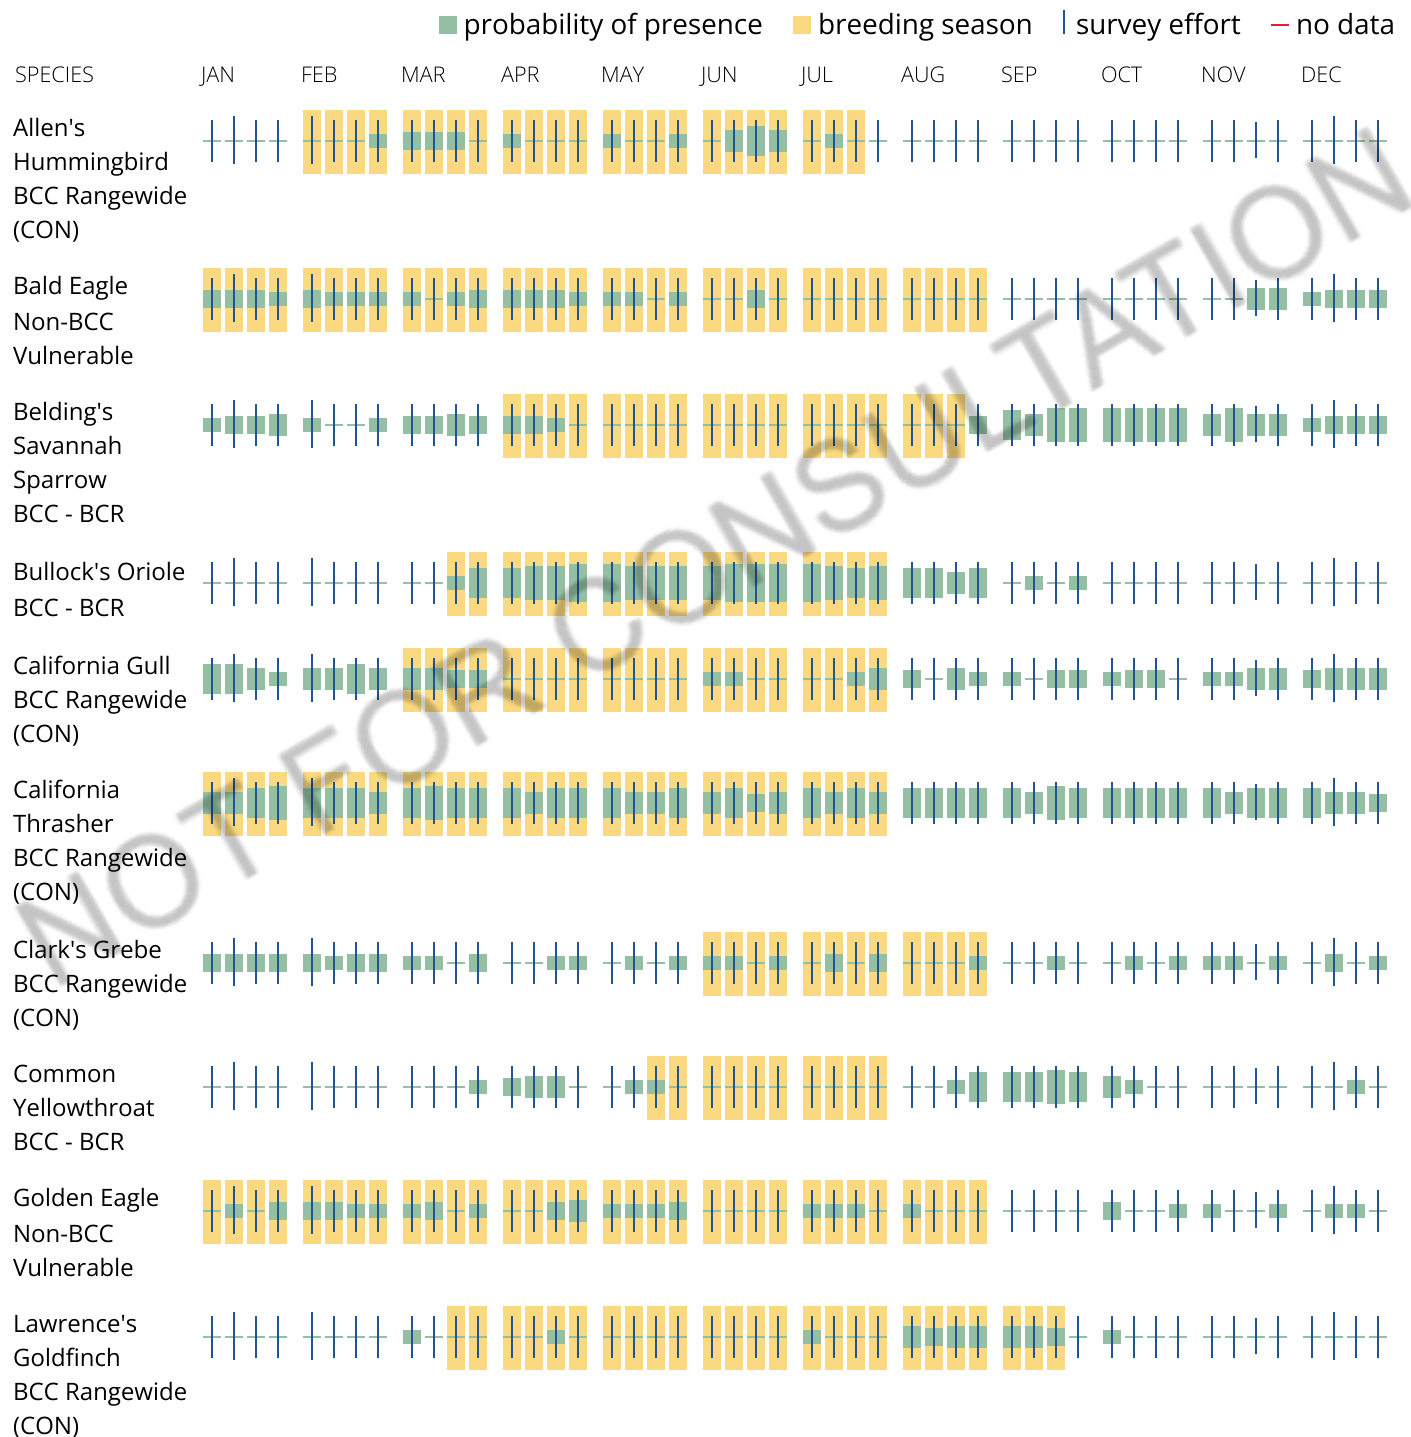 probability of presence breeding season survey effort no data
SPECIES JAN FEB MAR APR MAY JUN JUL AUG SEP OCT NOV DEC
Allen's
Hummingbird
BCC Rangewide
(CON)
Bald Eagle
Non-BCC
Vulnerable
Belding's
Savannah
Sparrow
BCC - BCR
Bullock's Oriole
BCC - BCR
California Gull
BCC Rangewide
(CON)
California
Thrasher
BCC Rangewide
(CON)
Clark's Grebe
BCC Rangewide
(CON)
Common
Yellowthroat
BCC - BCR
Golden Eagle
Non-BCC
Vulnerable
Lawrence's
Goldfinch
BCC Rangewide
(CON)
NOT FOR CONSULTATION